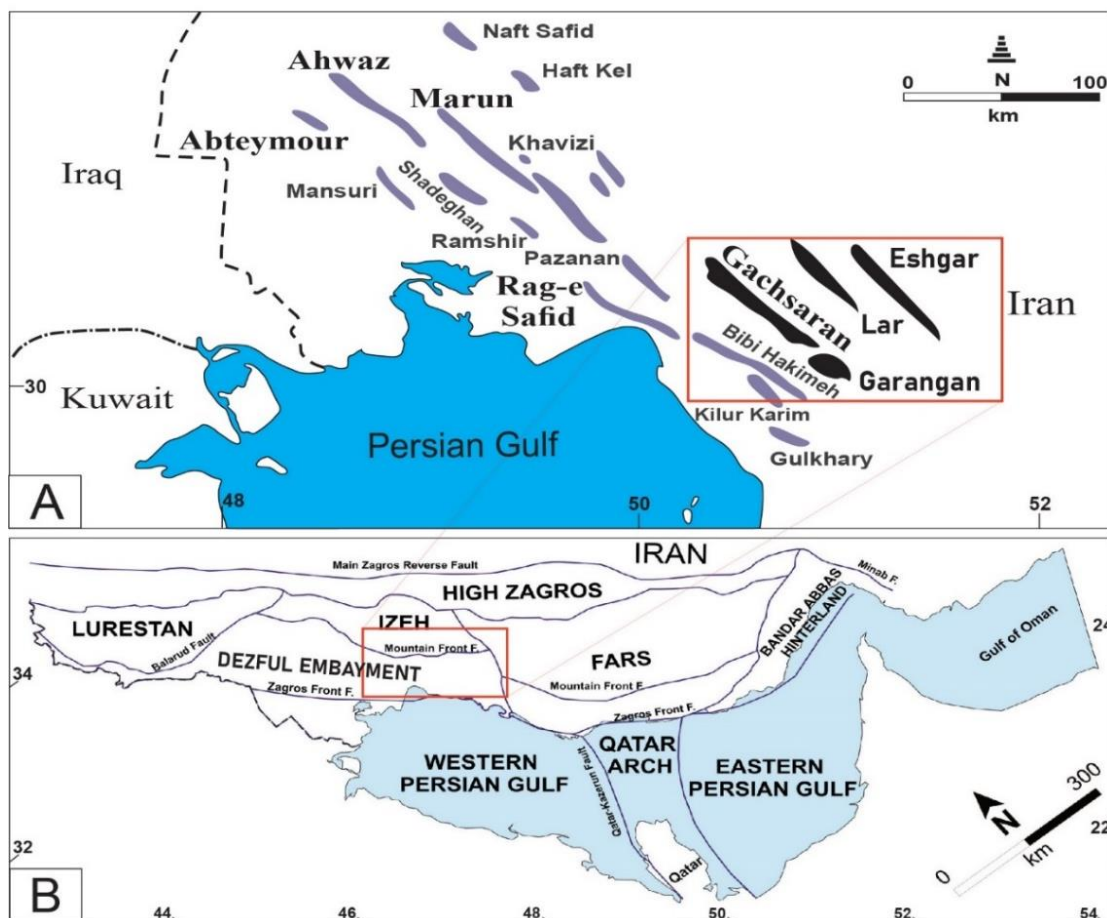 Naft Safid
Ahwaz
Haft Kel
N
0 100
km
Marun
Abteymour
Khavizi
Iraq
Mansuri
Shadeghan
Ramshir
Pazanan
Rag-e
Safid
Gachsaran
Eshgar
Lar
Iran
Bibi Hakimeh
Garangan
30
Kuwait
Kilur Karim
Persian Gulf
Gulkhary
A
48
50
52
IRAN
Main Zagros Reverse Fault
Minab F.
HIGH ZAGROS
LURESTAN
IZEH
BANDAR ABBAS
HINTERLAND
24
Balarud Fault
Mountain Front F.
Gulf of Oman
DEZFUL EMBAYMENT
FARS
34
Zagros Front F.
Mountain Front F.
Zagros Front F.
WESTERN
PERSIAN GULF
QATAR
ARCH
EASTERN
PERSIAN GULF
Qatar-Kazerun Fault
N
300
22
km
0
32
Qatar
B
44.
46.
48.
50.
52.
54.